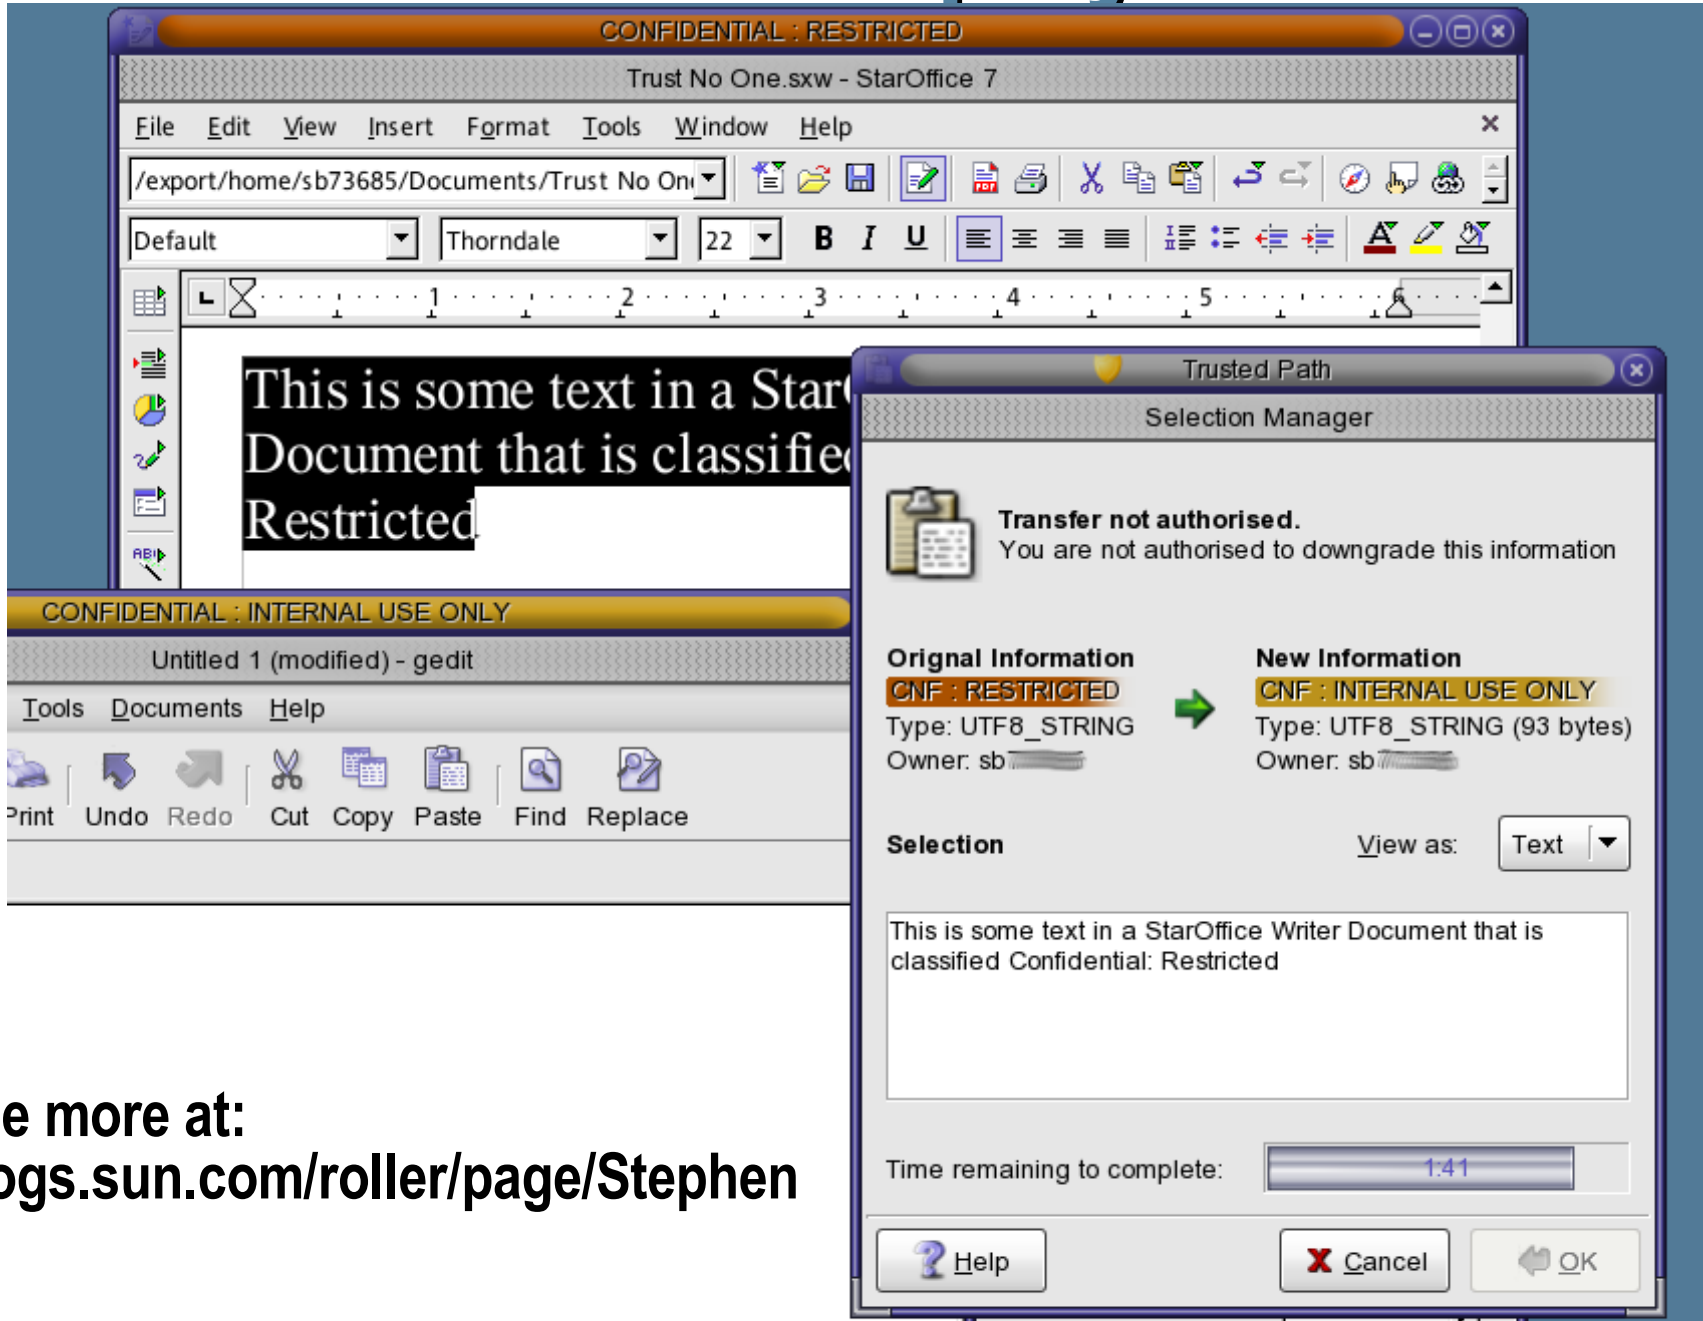 CONFIDENTIAL : RESTRICTED
Trust No One.sxw - StarOffice 7
File Edit View Insert Format Tools Window Help
/export/home/sb73685/Documents/Trust No On
Default Thorndale 22 B I U
1 2 3 4 5 6
This is some text in a Star
Document that is classified
Restricted
CONFIDENTIAL : INTERNAL USE ONLY
Untitled 1 (modified) - gedit
Tools Documents Help
Print Undo Redo Cut Copy Paste Find Replace
Trusted Path
Selection Manager
Transfer not authorised.
You are not authorised to downgrade this information
Orignal Information New Information
CNF : RESTRICTED CNF : INTERNAL USE ONLY
Type: UTF8_STRING Type: UTF8_STRING (93 bytes)
Owner: sb Owner: sb
Selection View as: Text
This is some text in a StarOffice Writer Document that is
classified Confidential: Restricted
Time remaining to complete: 1:41
Help Cancel OK
e more at:
ogs.sun.com/roller/page/Stephen